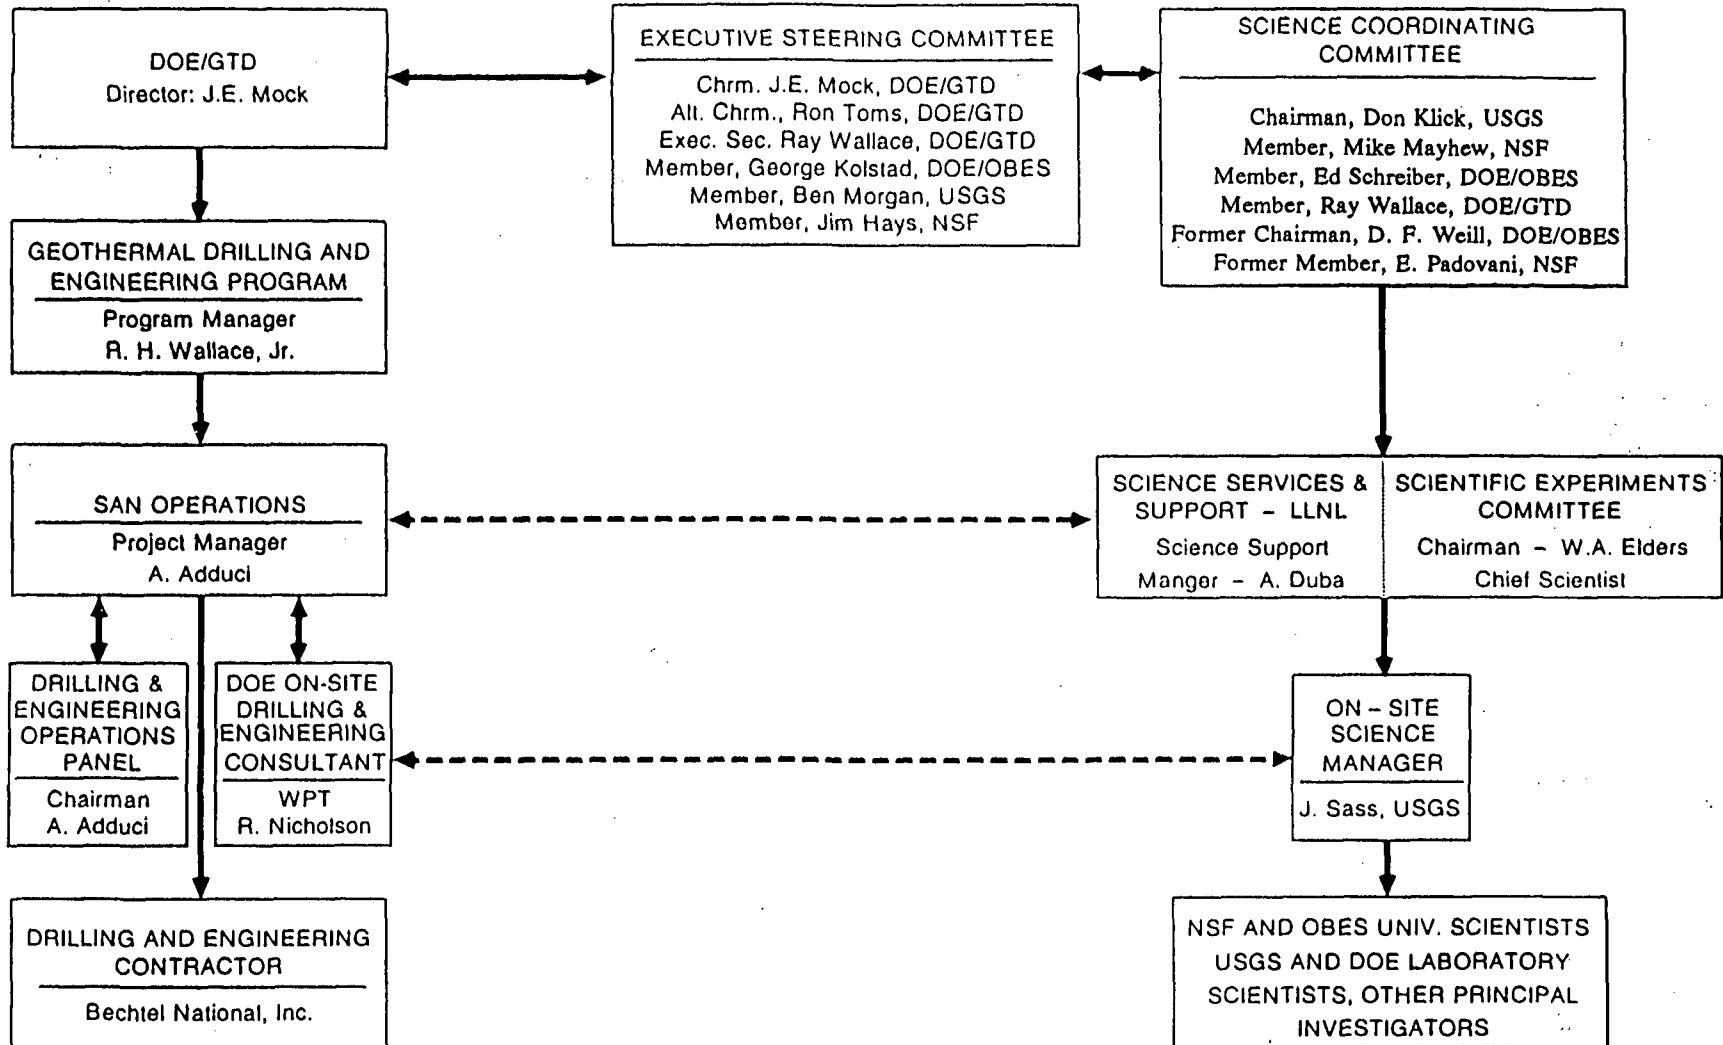 DOE/GTD
Director: J.E. Mock
EXECUTIVE STEERING COMMITTEE
Chrm. J.E. Mock, DOE/GTD
Alt. Chrm., Ron Toms, DOE/GTD
Exec. Sec. Ray Wallace, DOE/GTD
Member, George Kolstad, DOE/OBES
Member, Ben Morgan, USGS
Member, Jim Hays, NSF
SCIENCE COORDINATING
COMMITTEE
Chairman, Don Klick, USGS
Member, Mike Mayhew, NSF
Member, Ed Schreiber, DOE/OBES
Member, Ray Wallace, DOE/GTD
Former Chairman, D. F. Weill, DOE/OBES
Former Member, E. Padovani, NSF
GEOTHERMAL DRILLING AND
ENGINEERING PROGRAM
Program Manager
R. H. Wallace, Jr.
SAN OPERATIONS
Project Manager
A. Adduci
SCIENCE SERVICES &
SUPPORT - LLNL
Science Support
Manger - A. Duba
SCIENTIFIC EXPERIMENTS
COMMITTEE
Chairman - W.A. Elders
Chief Scientist
DRILLING &
ENGINEERING
OPERATIONS
PANEL
Chairman
A. Adduci
DOE ON-SITE
DRILLING &
ENGINEERING
CONSULTANT
WPT
R. Nicholson
ON - SITE
SCIENCE
MANAGER
J. Sass, USGS
DRILLING AND ENGINEERING
CONTRACTOR
Bechtel National, Inc.
NSF AND OBES UNIV. SCIENTISTS
USGS AND DOE LABORATORY
SCIENTISTS, OTHER PRINCIPAL
INVESTIGATORS